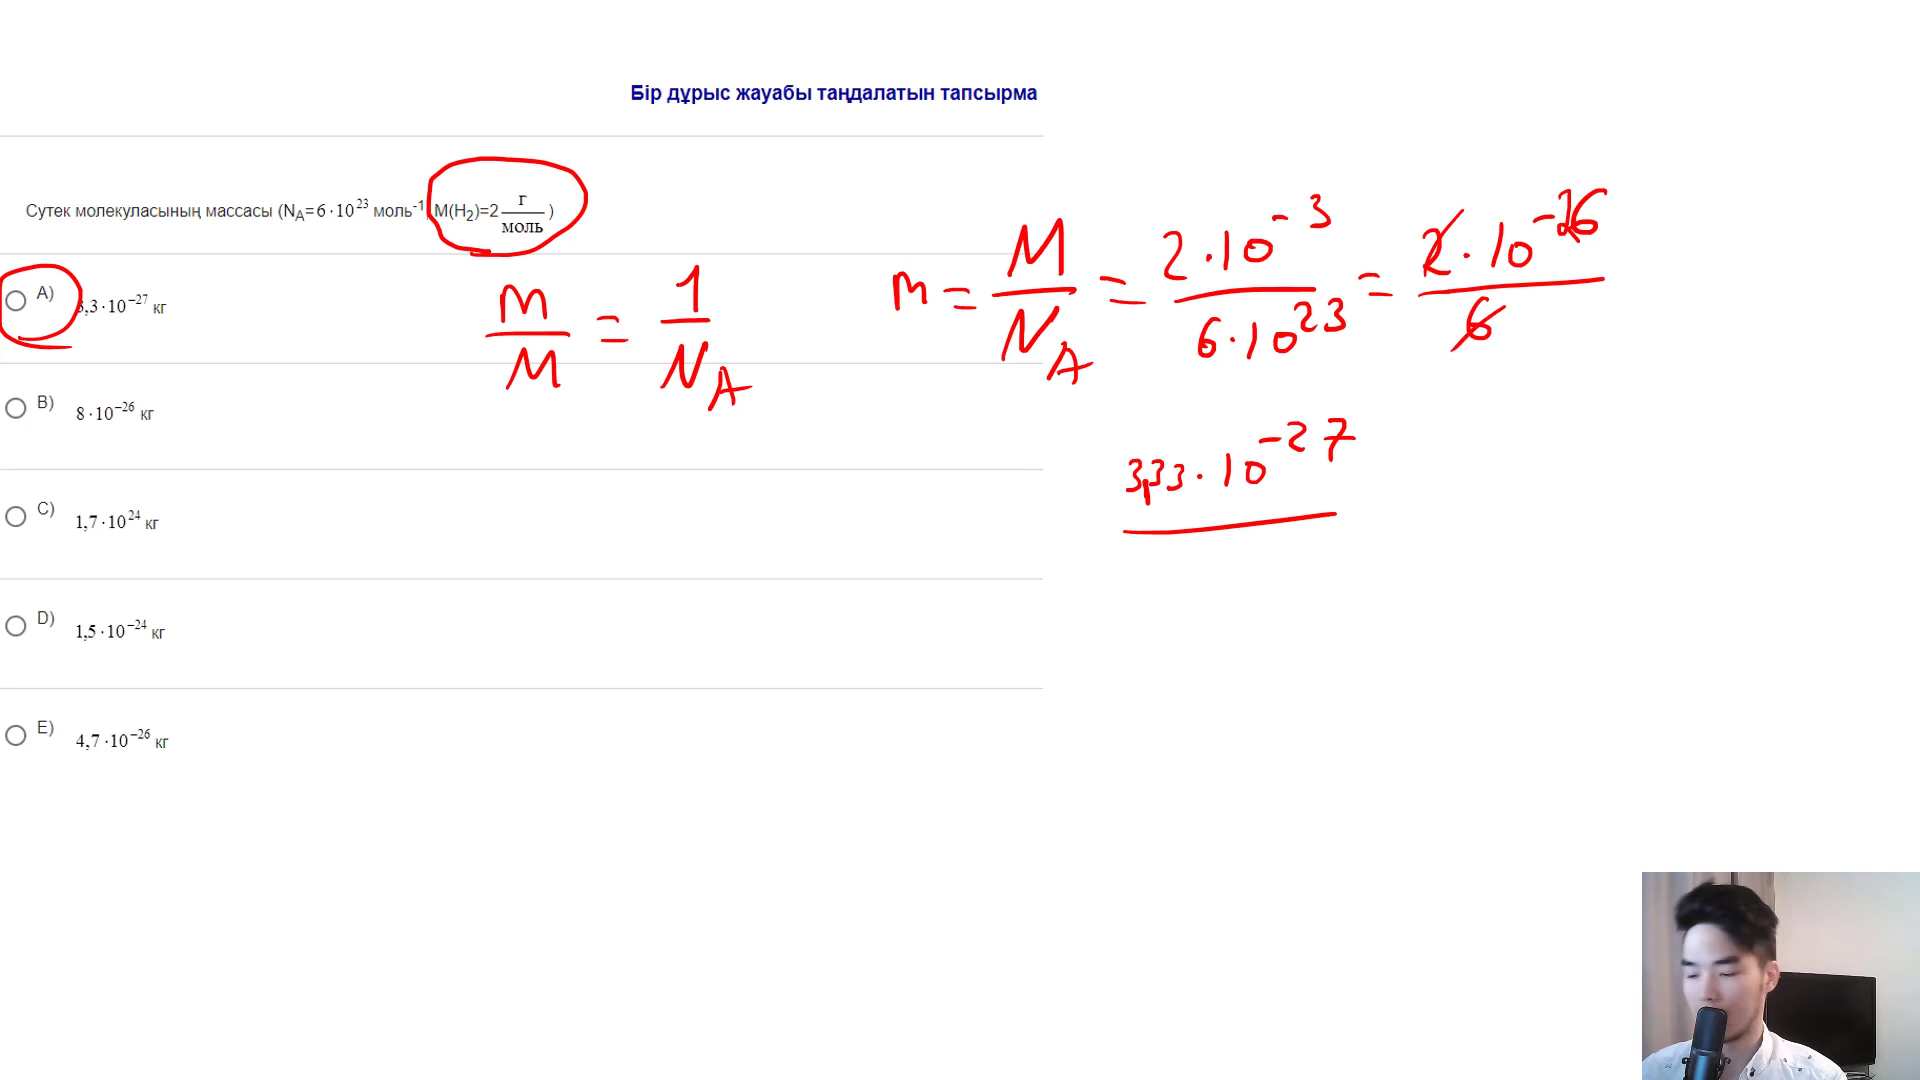 Бір дұрыс жауабы таңдалатын тапсырма
Сутек молекуласының массасы (N_A=6·10^23 моль^-1, M(H_2)=2 г/моль)
A) 3,3·10^−27 кг
B) 8·10^−26 кг
C) 1,7·10^24 кг
D) 1,5·10^−24 кг
E) 4,7·10^−26 кг
m/M = 1/N_A
m = M/N_A = 2·10^-3/6·10^23 = 2·10^-26/6
3,33·10^-27